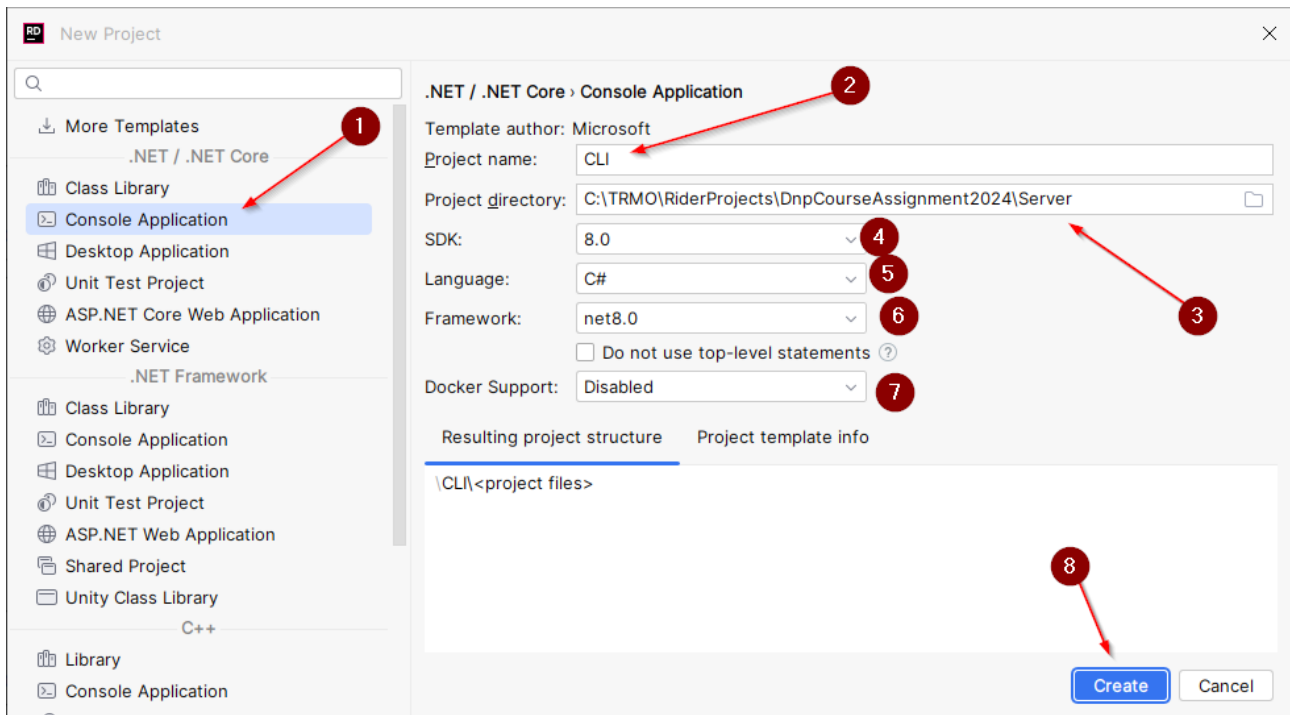 RD New Project
More Templates
1
.NET / .NET Core
Class Library
Console Application
Desktop Application
Unit Test Project
ASP.NET Core Web Application
Worker Service
.NET Framework
Class Library
Console Application
Desktop Application
Unit Test Project
ASP.NET Web Application
Shared Project
Unity Class Library
C++
Library
Console Application
.NET / .NET Core › Console Application
2
Template author: Microsoft
Project name: CLI
Project directory: C:\TRMO\RiderProjects\DnpCourseAssignment2024\Server
3
SDK: 8.0 4
Language: C# 5
Framework: net8.0 6
Do not use top-level statements ?
Docker Support: Disabled 7
Resulting project structure Project template info
\CLI\<project files>
8
Create Cancel